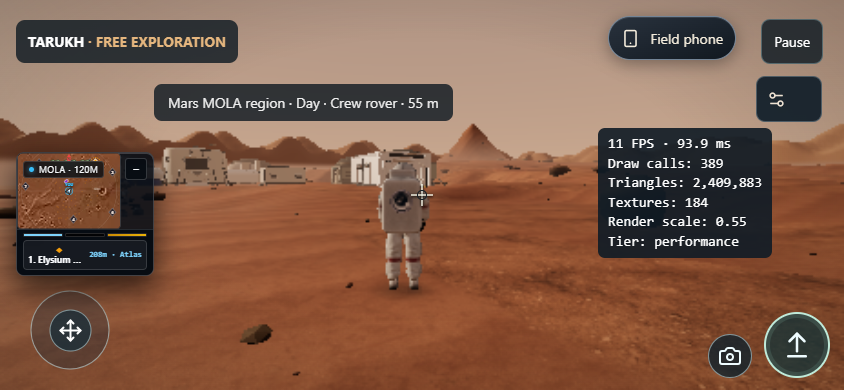 TARUKH · FREE EXPLORATION
Field phone
Pause
Mars MOLA region · Day · Crew rover · 55 m
11 FPS · 93.9 ms
Draw calls: 389
Triangles: 2,409,883
Textures: 184
Render scale: 0.55
Tier: performance
MOLA · 120M
1. Elysium ...
208m · Atlas